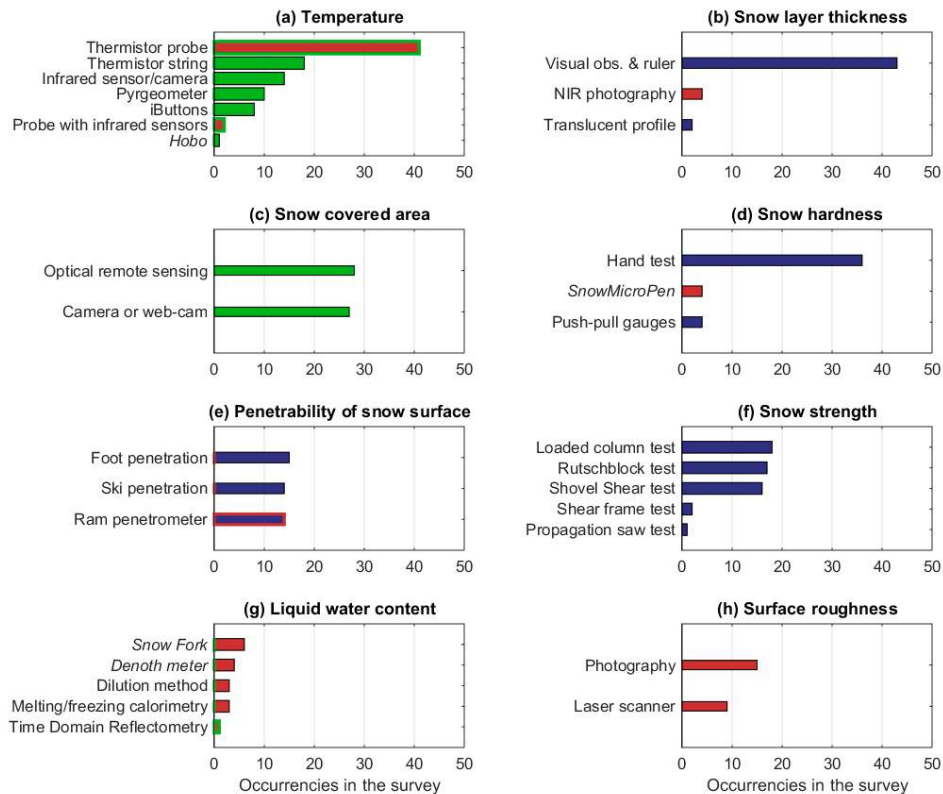 (a) Temperature
Thermistor probe
Thermistor string
Infrared sensor/camera
Pyrgeometer
iButtons
Probe with infrared sensors
Hobo
0 10 20 30 40 50
(b) Snow layer thickness
Visual obs. & ruler
NIR photography
Translucent profile
0 10 20 30 40 50
(c) Snow covered area
Optical remote sensing
Camera or web-cam
0 10 20 30 40 50
(d) Snow hardness
Hand test
SnowMicroPen
Push-pull gauges
0 10 20 30 40 50
(e) Penetrability of snow surface
Foot penetration
Ski penetration
Ram penetrometer
0 10 20 30 40 50
(f) Snow strength
Loaded column test
Rutschblock test
Shovel Shear test
Shear frame test
Propagation saw test
0 10 20 30 40 50
(g) Liquid water content
Snow Fork
Denoth meter
Dilution method
Melting/freezing calorimetry
Time Domain Reflectometry
0 10 20 30 40 50
Occurrencies in the survey
(h) Surface roughness
Photography
Laser scanner
0 10 20 30 40 50
Occurrencies in the survey